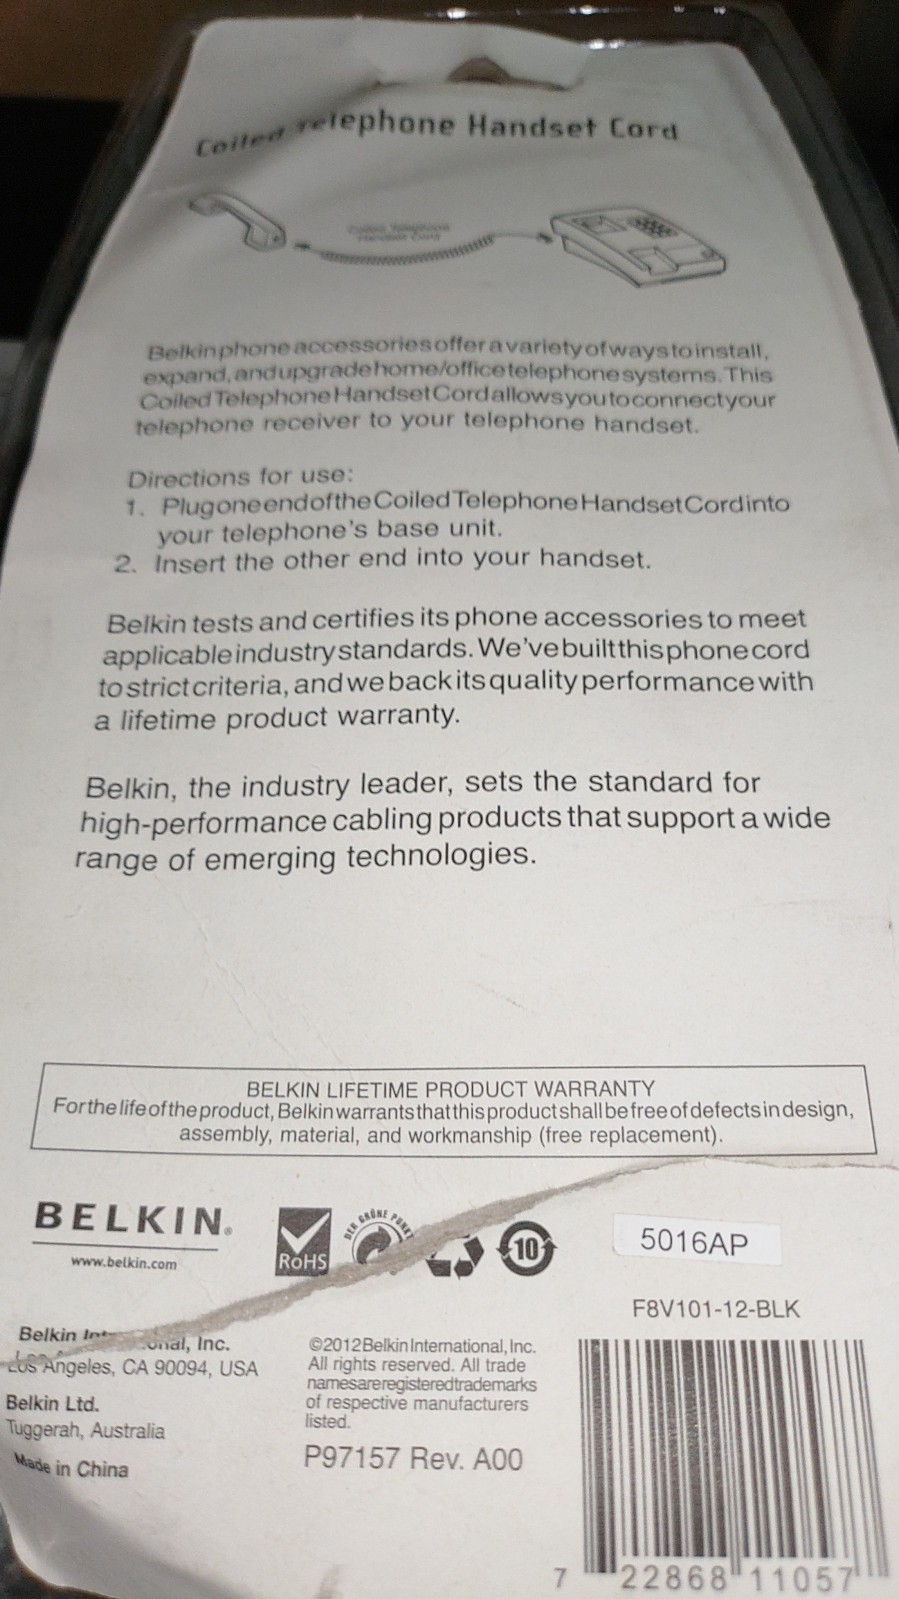 Coiled Telephone Handset Cord
Coiled Telephone
Handset Cord
Belkin phone accessories offer a variety of ways to install,
expand, and upgrade home/office telephone systems. This
Coiled Telephone Handset Cord allows you to connect your
telephone receiver to your telephone handset.
Directions for use:
1. Plug one end of the Coiled Telephone Handset Cord into
your telephone's base unit.
2. Insert the other end into your handset.
Belkin tests and certifies its phone accessories to meet
applicable industry standards. We've built this phone cord
to strict criteria, and we back its quality performance with
a lifetime product warranty.
Belkin, the industry leader, sets the standard for
high-performance cabling products that support a wide
range of emerging technologies.
BELKIN LIFETIME PRODUCT WARRANTY
For the life of the product, Belkin warrants that this product shall be free of defects in design,
assembly, material, and workmanship (free replacement).
BELKIN®
www.belkin.com
RoHS
DER GRÜNE PUNKT
10
5016AP
F8V101-12-BLK
Belkin Inc.
Los Angeles, CA 90094, USA
Belkin Ltd.
Tuggerah, Australia
Made in China
©2012 Belkin International, Inc.
All rights reserved. All trade
names are registered trademarks
of respective manufacturers
listed.
P97157 Rev. A00
7 22868 11057